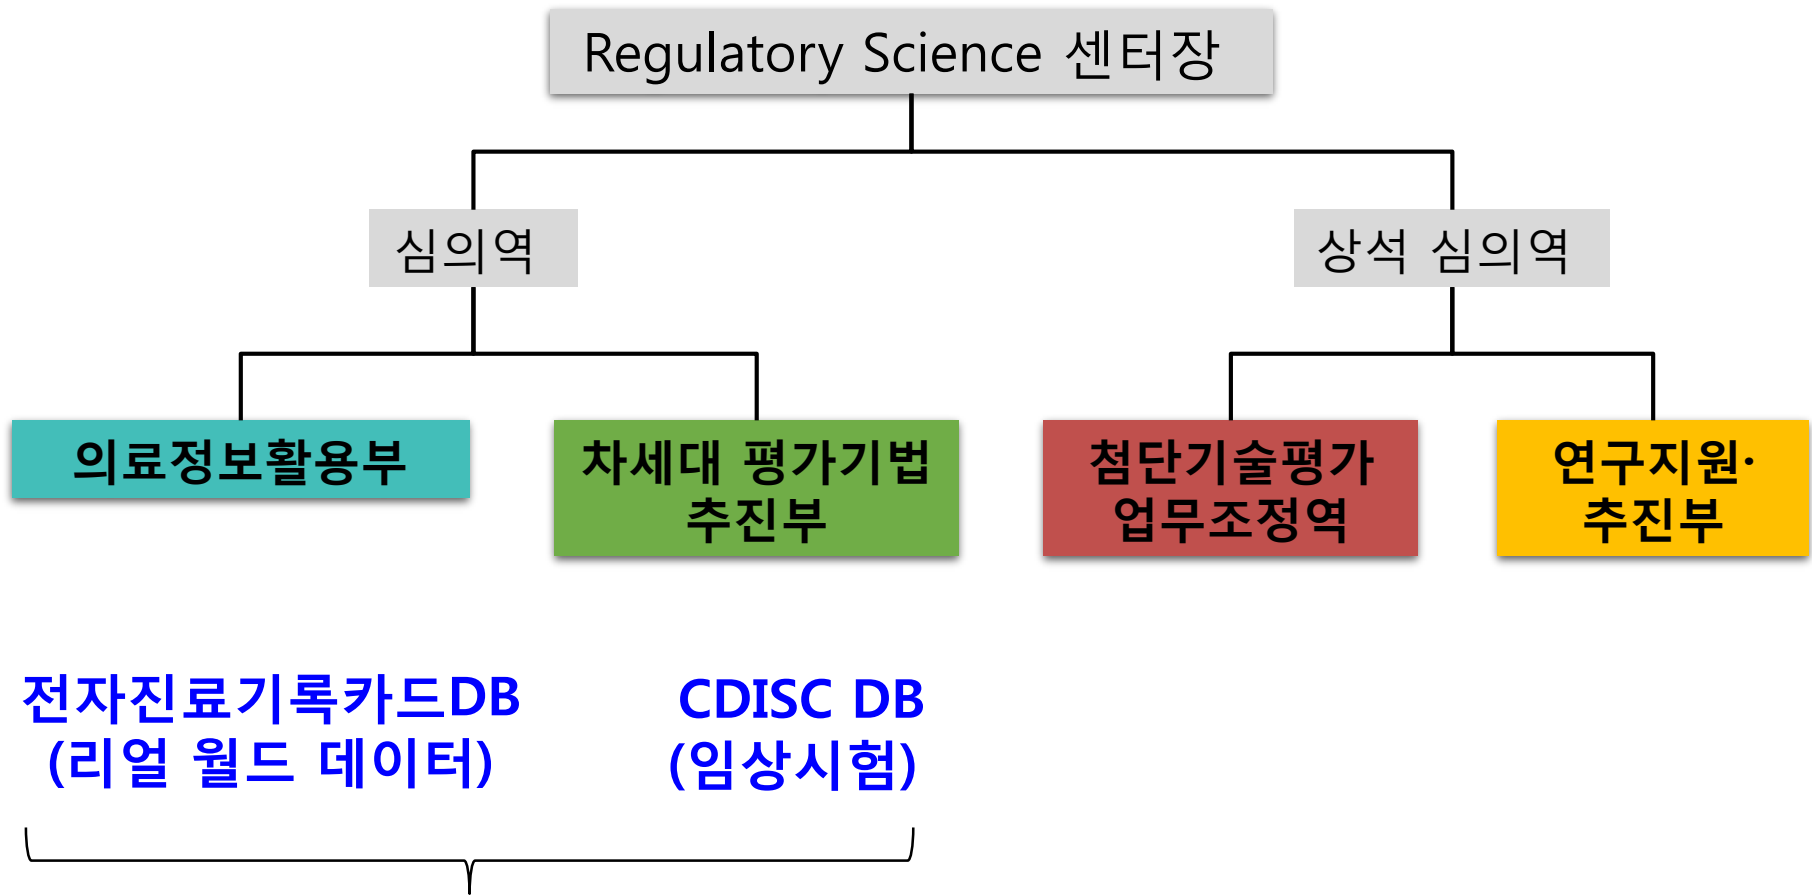 Regulatory Science 센터장
심의역
상석 심의역
의료정보활용부
차세대 평가기법
추진부
첨단기술평가
업무조정역
연구지원·
추진부
전자진료기록카드DB
(리얼 월드 데이터)
CDISC DB
(임상시험)